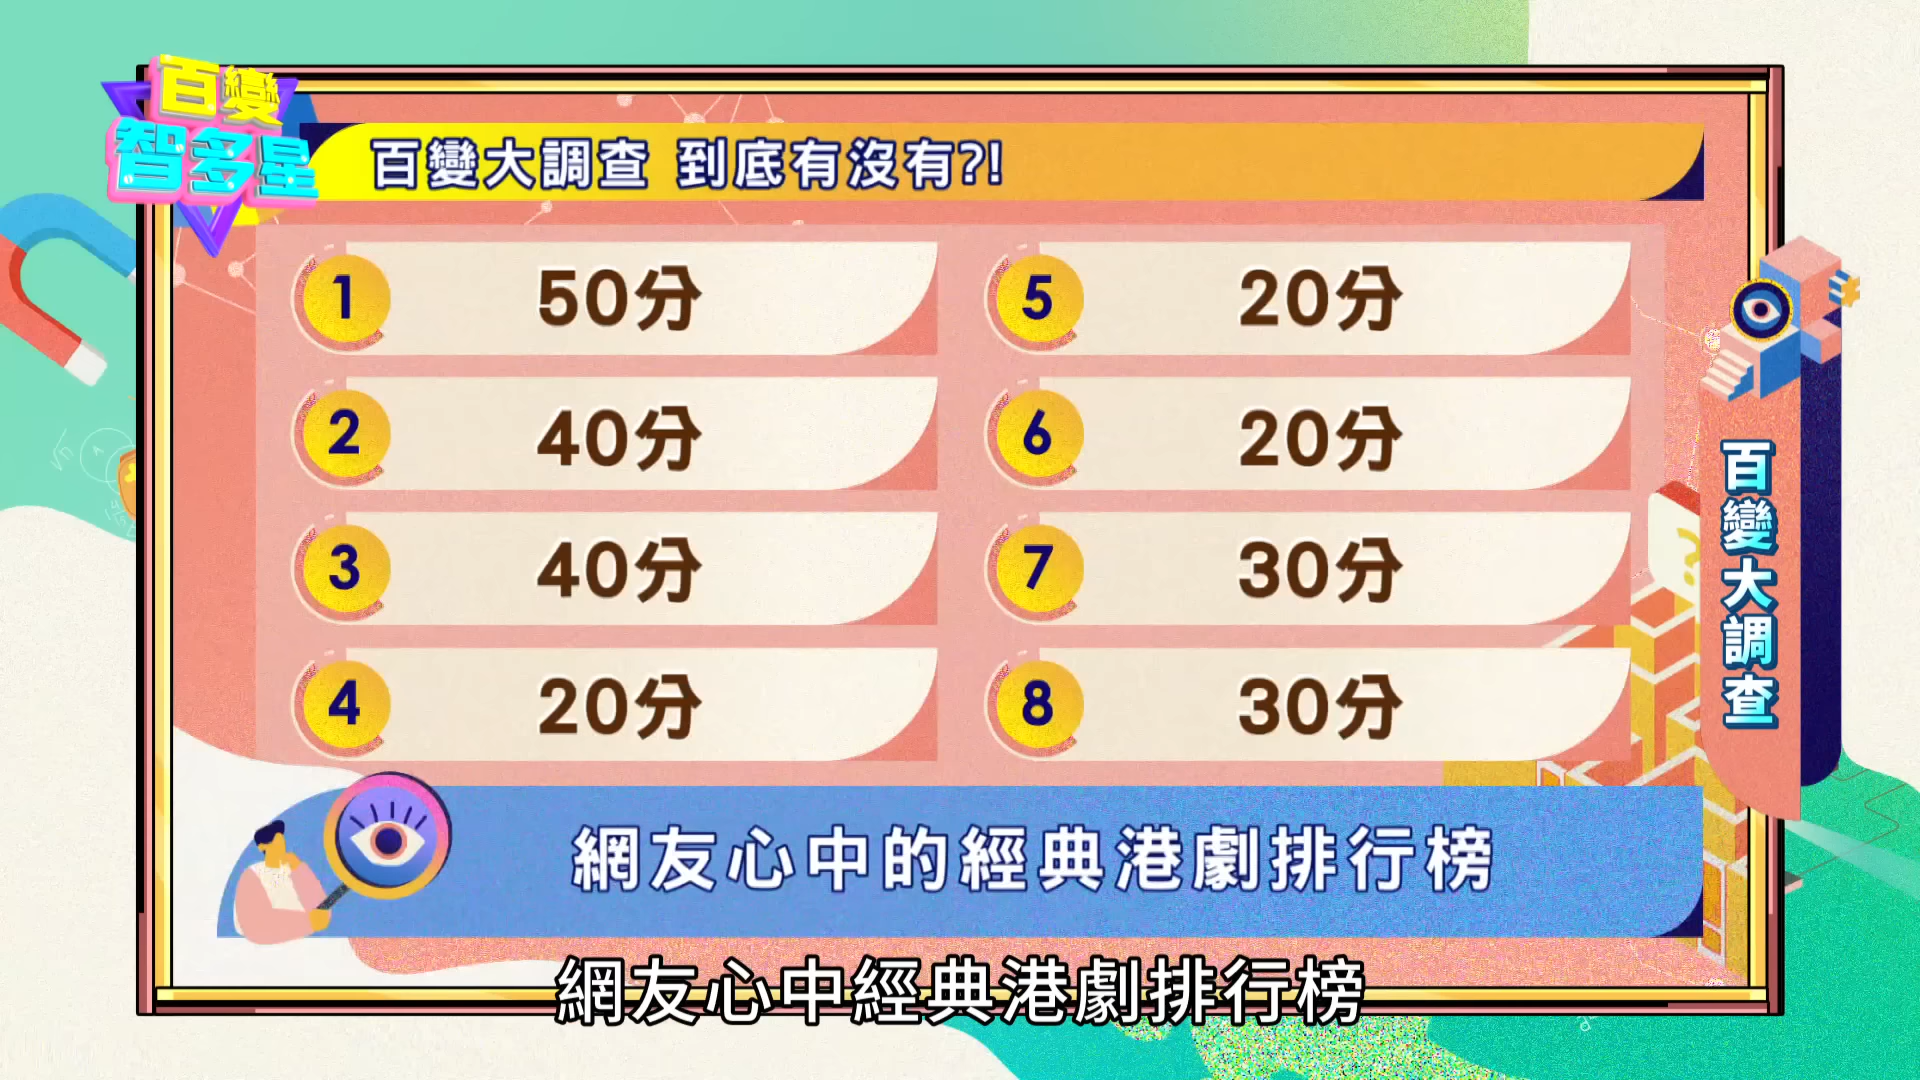 百變
智多星
百變大調查 到底有沒有?!
1 50分
2 40分
3 40分
4 20分
5 20分
6 20分
7 30分
8 30分
百變大調查
網友心中的經典港劇排行榜
網友心中經典港劇排行榜